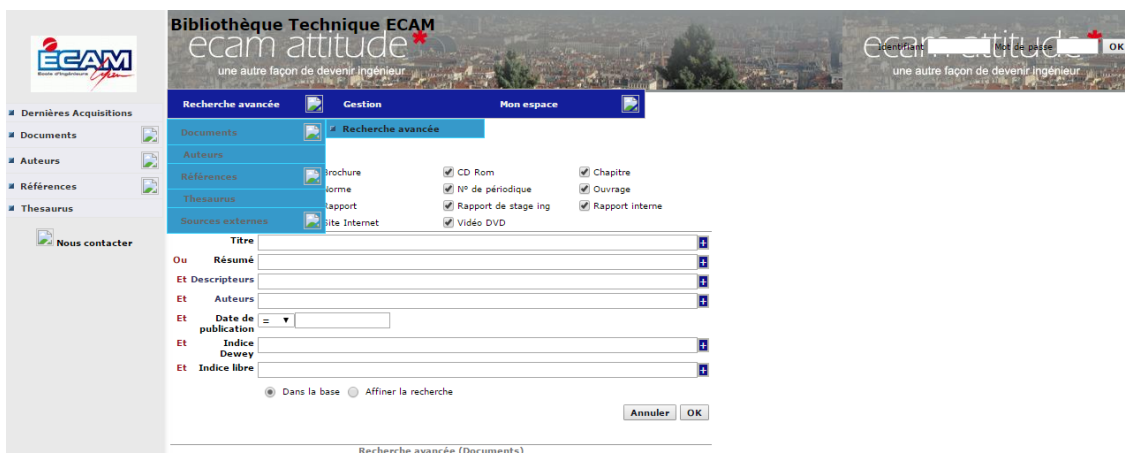 Bibliothèque Technique ECAM
ecam attitude*
une autre façon de devenir ingénieur
ecam attitude*
Identifiant Mot de passe OK
une autre façon de devenir ingénieur
ECAM
Ecole d'Ingénieurs Lyon
Recherche avancée Gestion Mon espace
Dernières Acquisitions
Documents
Auteurs
Références
Thesaurus
Nous contacter
Documents Recherche avancée
Auteurs
Références
Thesaurus
Sources externes
Brochure CD Rom Chapitre
Norme Nº de périodique Ouvrage
Rapport Rapport de stage ing Rapport interne
Site Internet Vidéo DVD
Titre
Ou Résumé
Et Descripteurs
Et Auteurs
Et Date de publication =
Et Indice Dewey
Et Indice libre
Dans la base Affiner la recherche
Annuler OK
Recherche avancée (Documents)